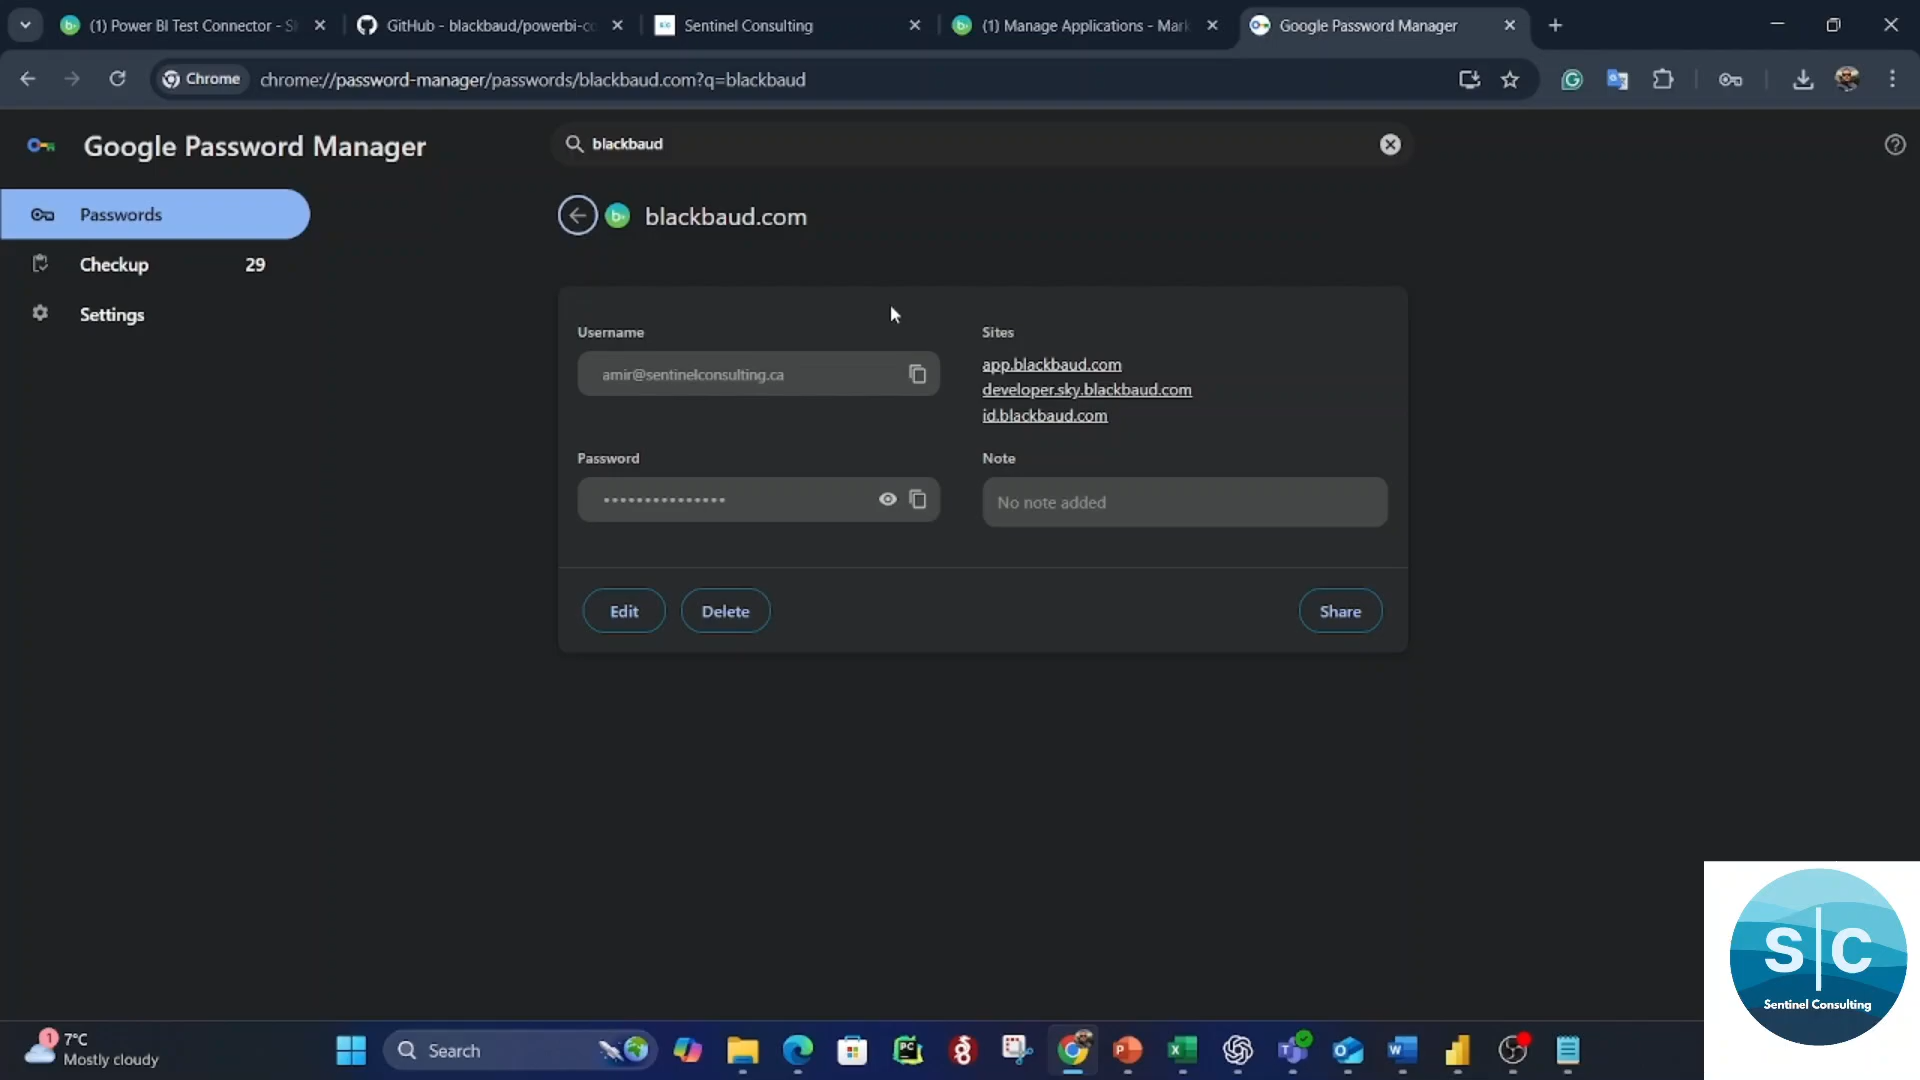 (1) Power BI Test Connector - S
GitHub - blackbaud/powerbi-co
Sentinel Consulting
(1) Manage Applications - Mark
Google Password Manager
Chrome
chrome://password-manager/passwords/blackbaud.com?q=blackbaud
Google Password Manager
blackbaud
Passwords
blackbaud.com
Checkup
29
Settings
Username
Sites
amir@sentinelconsulting.ca
app.blackbaud.com
developer.sky.blackbaud.com
id.blackbaud.com
Password
Note
•••••••••••••••
No note added
Edit
Delete
Share
S|C
Sentinel Consulting
1
7°C
Mostly cloudy
Search